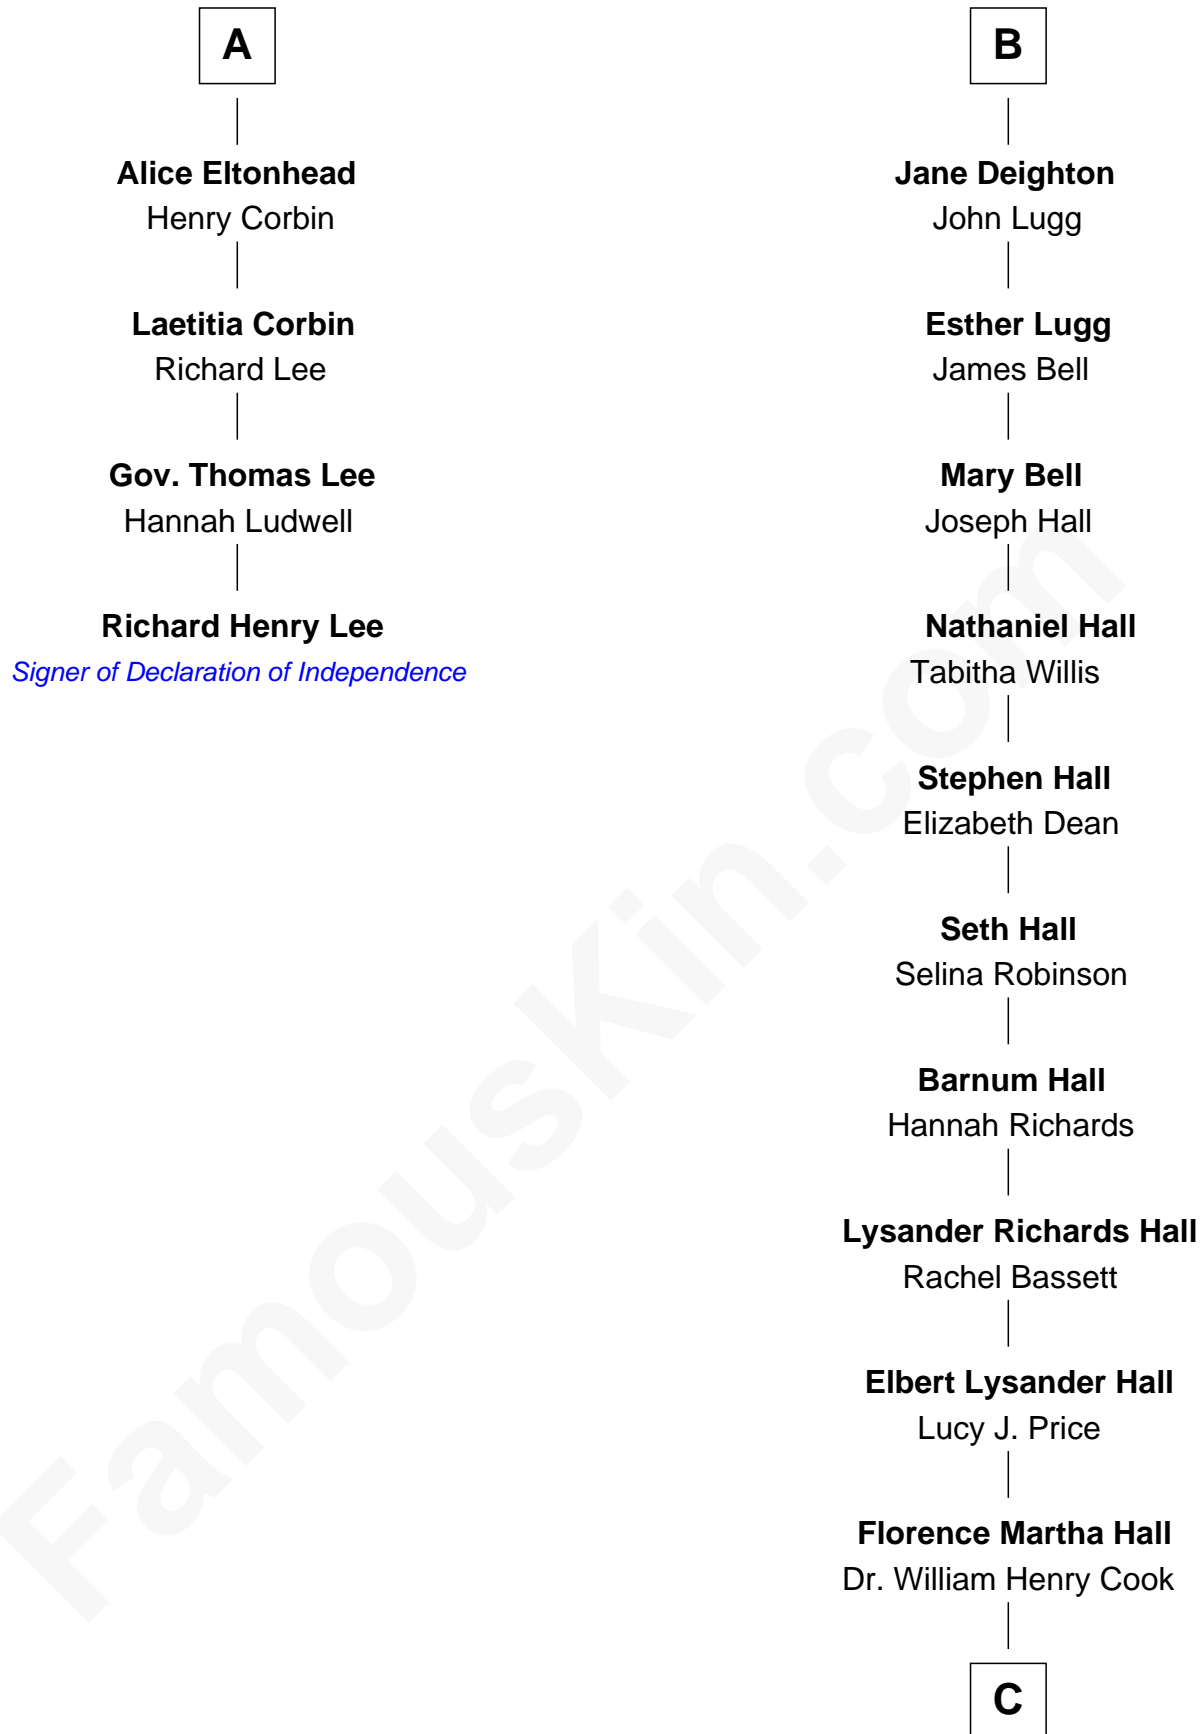 A
Alice Eltonhead
Henry Corbin
Laetitia Corbin
Richard Lee
Gov. Thomas Lee
Hannah Ludwell
Richard Henry Lee
Signer of Declaration of Independence
B
Jane Deighton
John Lugg
Esther Lugg
James Bell
Mary Bell
Joseph Hall
Nathaniel Hall
Tabitha Willis
Stephen Hall
Elizabeth Dean
Seth Hall
Selina Robinson
Barnum Hall
Hannah Richards
Lysander Richards Hall
Rachel Bassett
Elbert Lysander Hall
Lucy J. Price
Florence Martha Hall
Dr. William Henry Cook
C
FamousKin.com